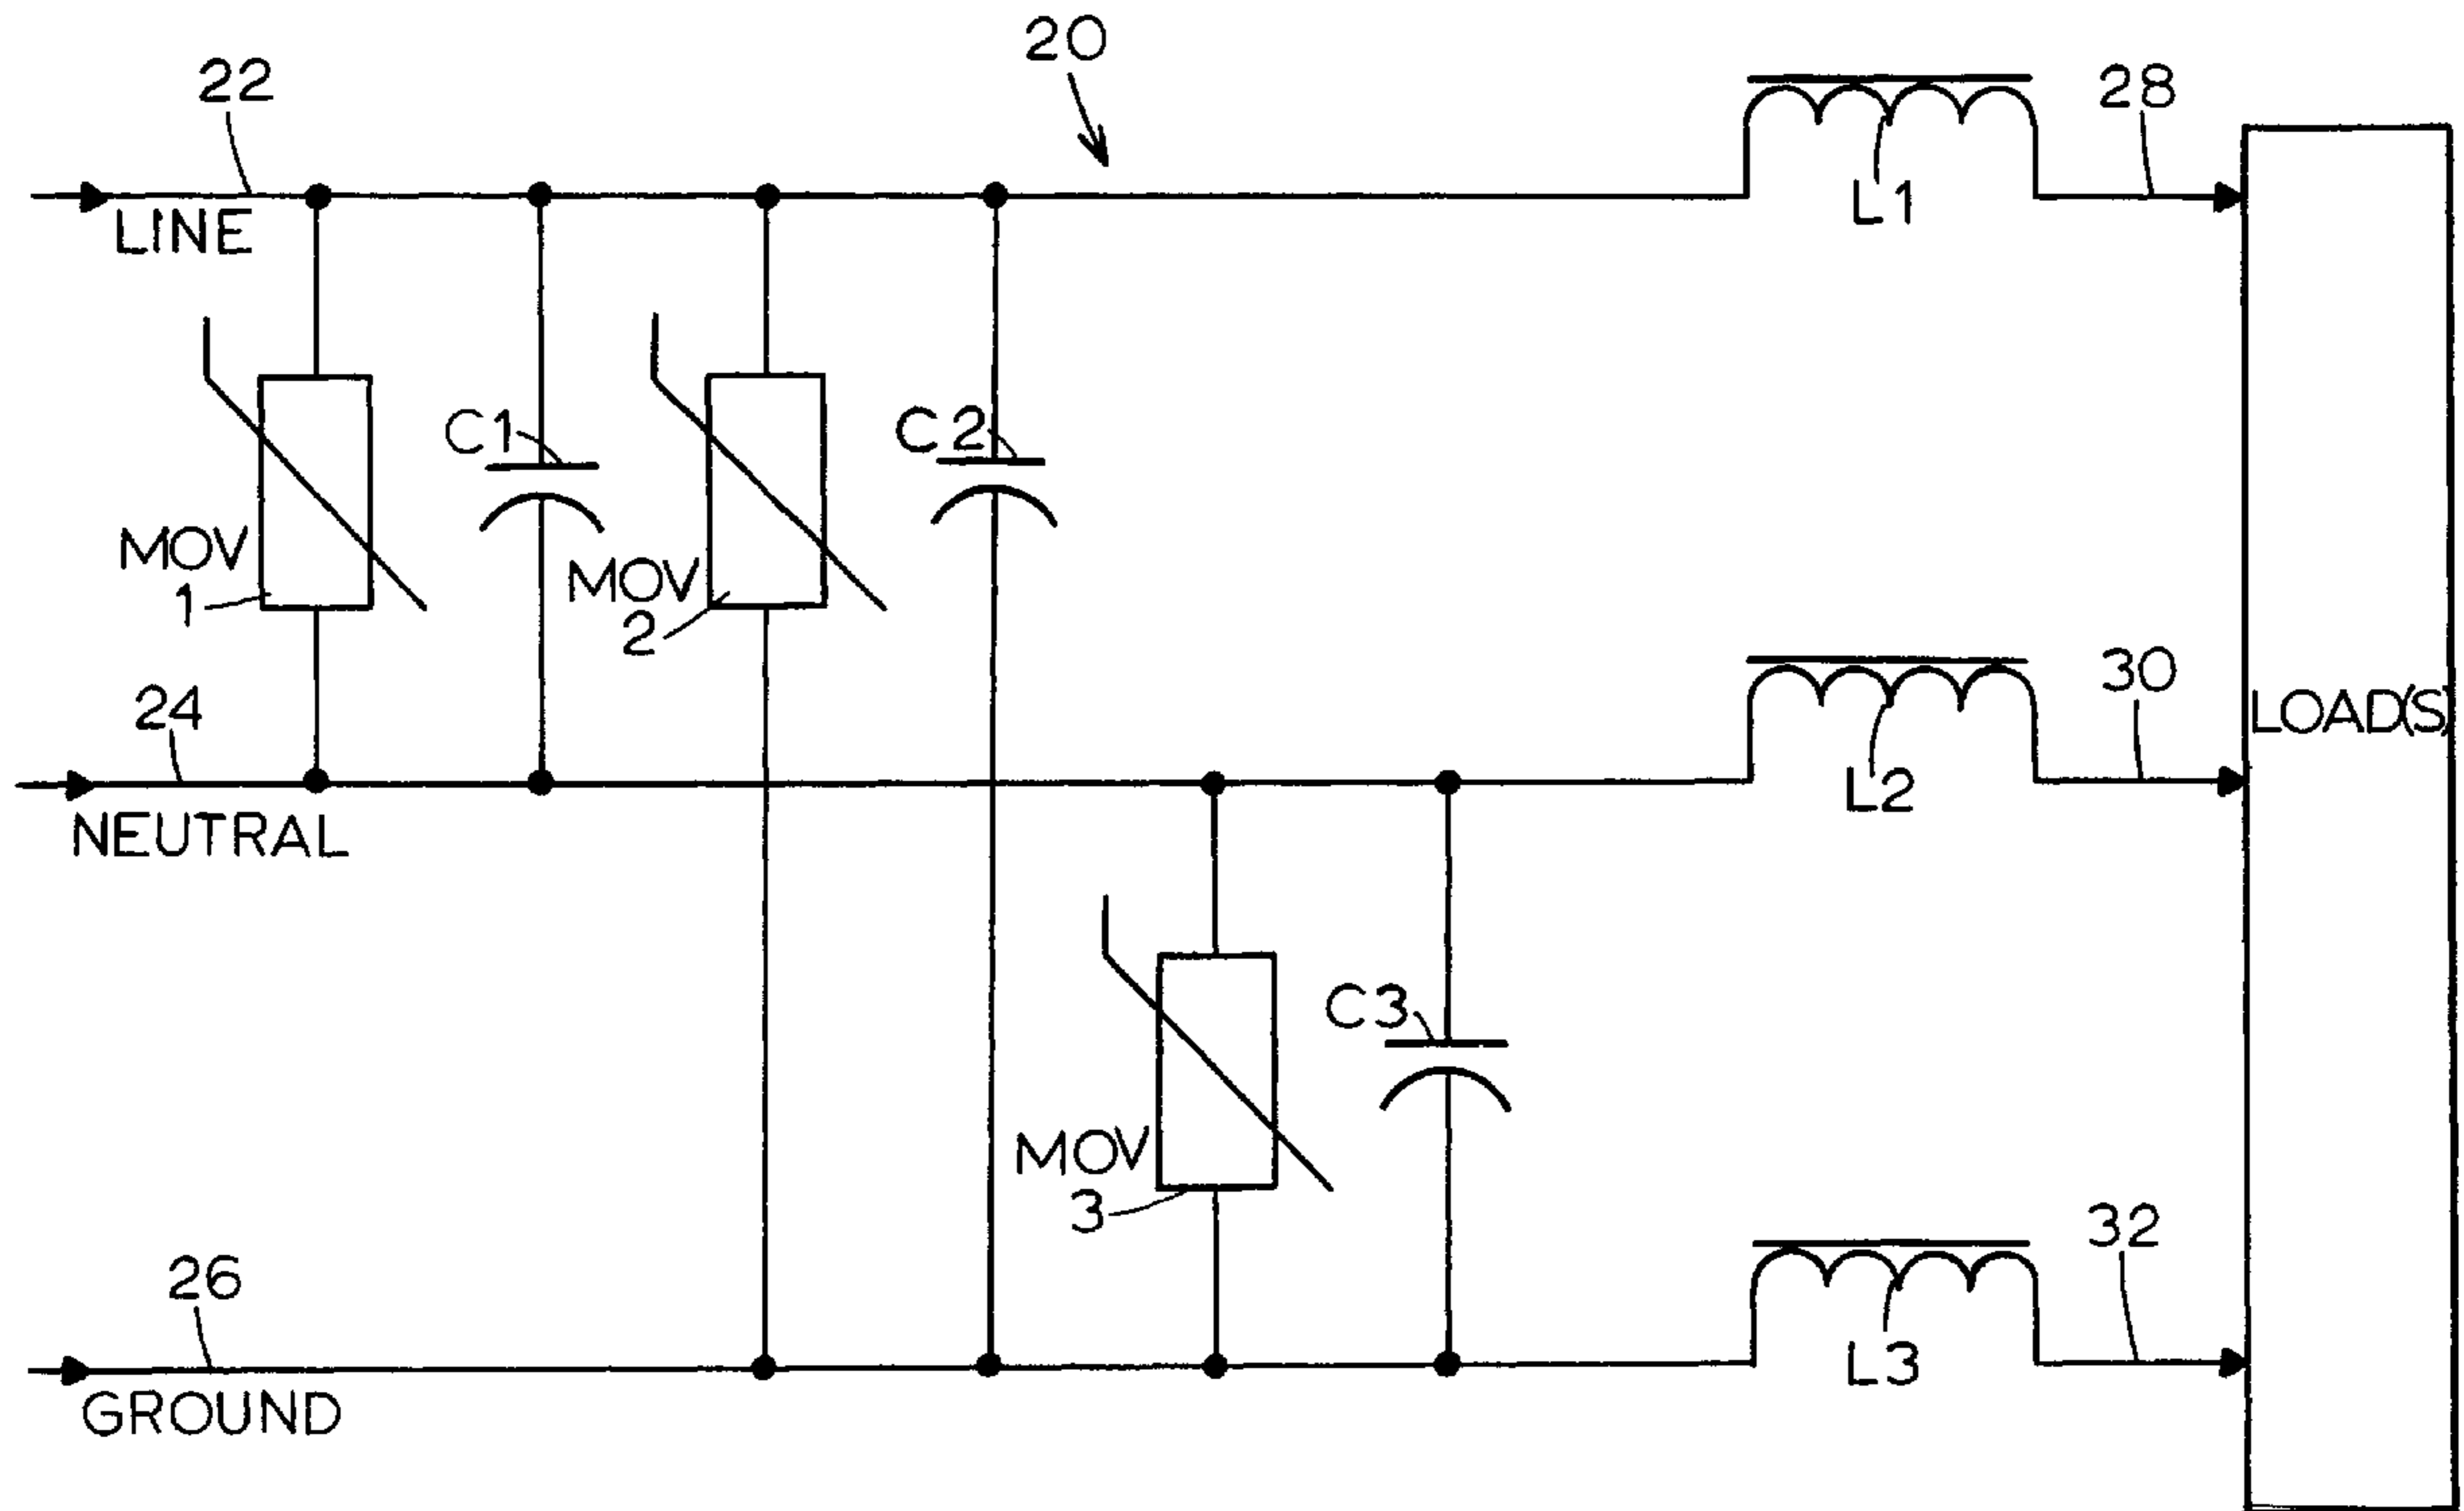 20
22
28
LINE
L1
C1
C2
MOV
1
MOV
2
24
30
LOAD(S)
NEUTRAL
L2
C3
MOV
3
26
32
GROUND
L3